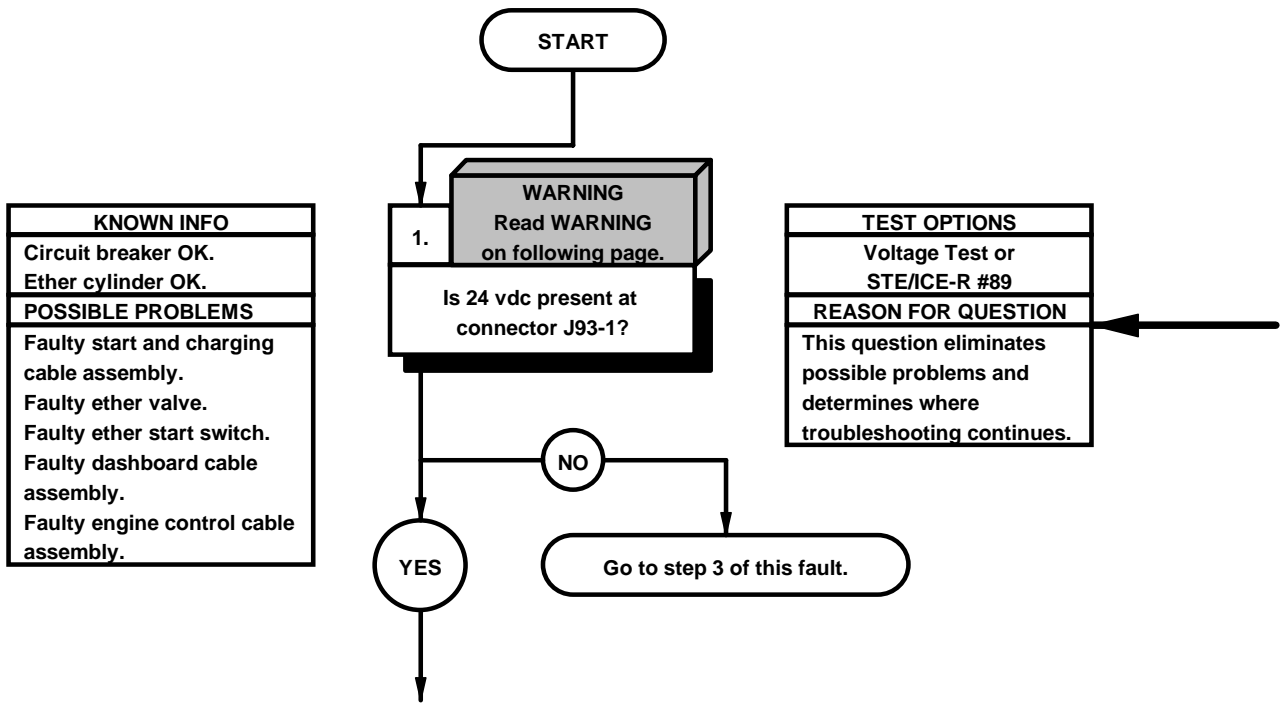 START
KNOWN INFO
Circuit breaker OK.
Ether cylinder OK.
POSSIBLE PROBLEMS
Faulty start and charging
cable assembly.
Faulty ether valve.
Faulty ether start switch.
Faulty dashboard cable
assembly.
Faulty engine control cable
assembly.
1.
WARNING
Read WARNING
on following page.
Is 24 vdc present at
connector J93-1?
TEST OPTIONS
Voltage Test or
STE/ICE-R #89
REASON FOR QUESTION
This question eliminates
possible problems and
determines where
troubleshooting continues.
NO
YES
Go to step 3 of this fault.